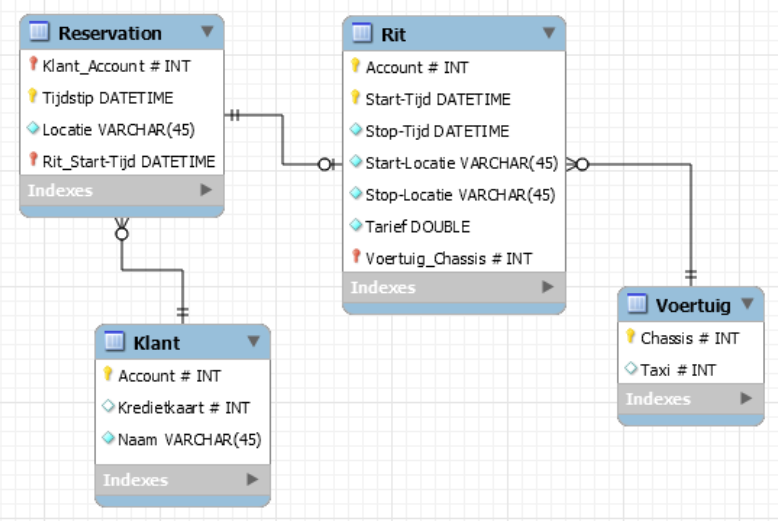 Reservation
Klant_Account # INT
Tijdstip DATETIME
Locatie VARCHAR(45)
Rit_Start-Tijd DATETIME
Indexes
Rit
Account # INT
Start-Tijd DATETIME
Stop-Tijd DATETIME
Start-Locatie VARCHAR(45)
Stop-Locatie VARCHAR(45)
Tarief DOUBLE
Voertuig_Chassis # INT
Indexes
Klant
Account # INT
Kredietkaart # INT
Naam VARCHAR(45)
Indexes
Voertuig
Chassis # INT
Taxi # INT
Indexes